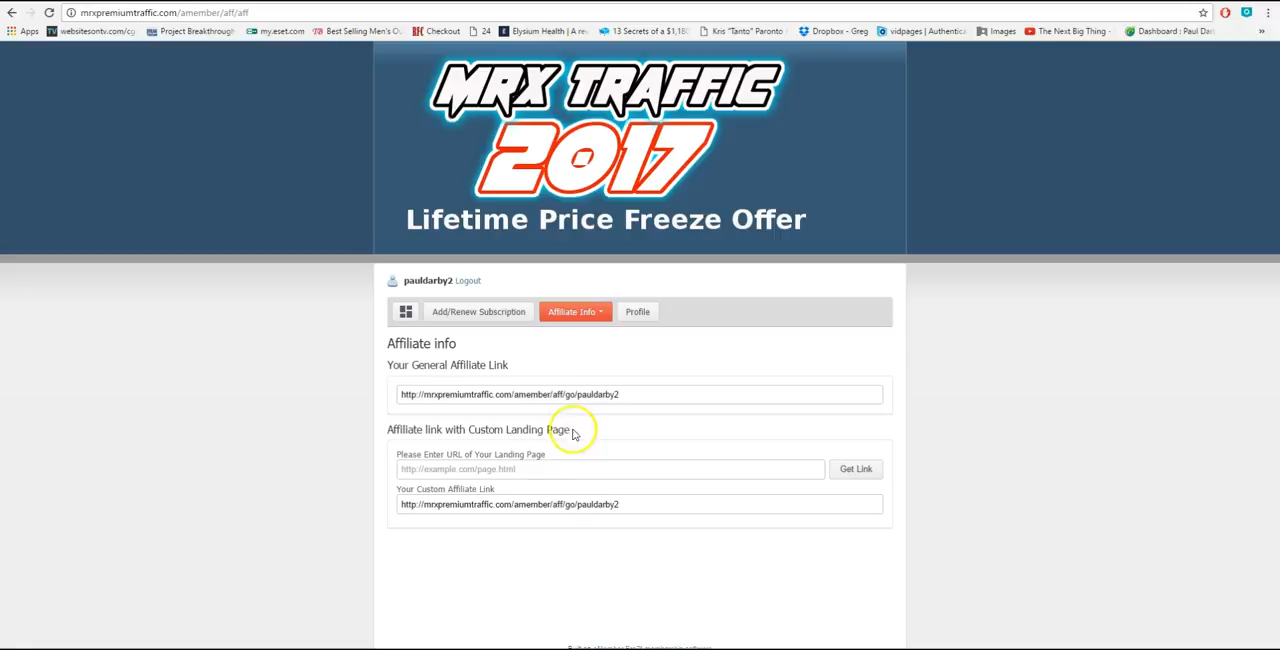 mrxpremiumtraffic.com/amember/aff/aff
Apps
websitesontv.com/cg
Project Breakthrough
my.eset.com
Best Selling Men's Ou
Checkout
24
Elysium Health | A rev
13 Secrets of a $1,180
Kris "Tanto" Paronto
Dropbox - Greg
vidpages | Authentica
Images
The Next Big Thing -
Dashboard : Paul Dar
MRX TRAFFIC
2017
Lifetime Price Freeze Offer
pauldarby2 Logout
Add/Renew Subscription
Affiliate Info
Profile
Affiliate info
Your General Affiliate Link
http://mrxpremiumtraffic.com/amember/aff/go/pauldarby2
Affiliate link with Custom Landing Page
Please Enter URL of Your Landing Page
http://example.com/page.html
Get Link
Your Custom Affiliate Link
http://mrxpremiumtraffic.com/amember/aff/go/pauldarby2